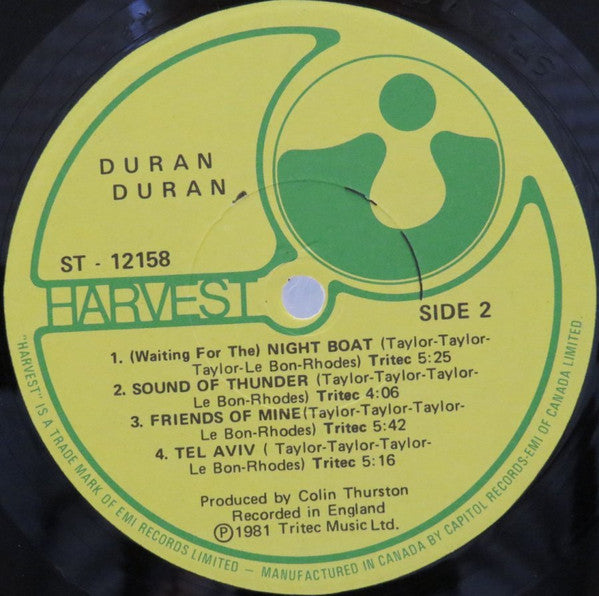 DURAN
DURAN
ST - 12158
HARVEST
SIDE 2
1. (Waiting For The) NIGHT BOAT (Taylor-Taylor-
Taylor-Le Bon-Rhodes) Tritec 5:25
2. SOUND OF THUNDER (Taylor-Taylor-Taylor-
Le Bon-Rhodes) Tritec 4:06
3. FRIENDS OF MINE(Taylor-Taylor-Taylor-
Le Bon-Rhodes) Tritec 5:42
4. TEL AVIV ( Taylor-Taylor-Taylor-
Le Bon-Rhodes) Tritec 5:16
Produced by Colin Thurston
Recorded in England
Ⓟ1981 Tritec Music Ltd.
"HARVEST" IS A TRADE MARK OF EMI RECORDS LIMITED — MANUFACTURED IN CANADA BY CAPITOL RECORDS-EMI OF CANADA LIMITED.